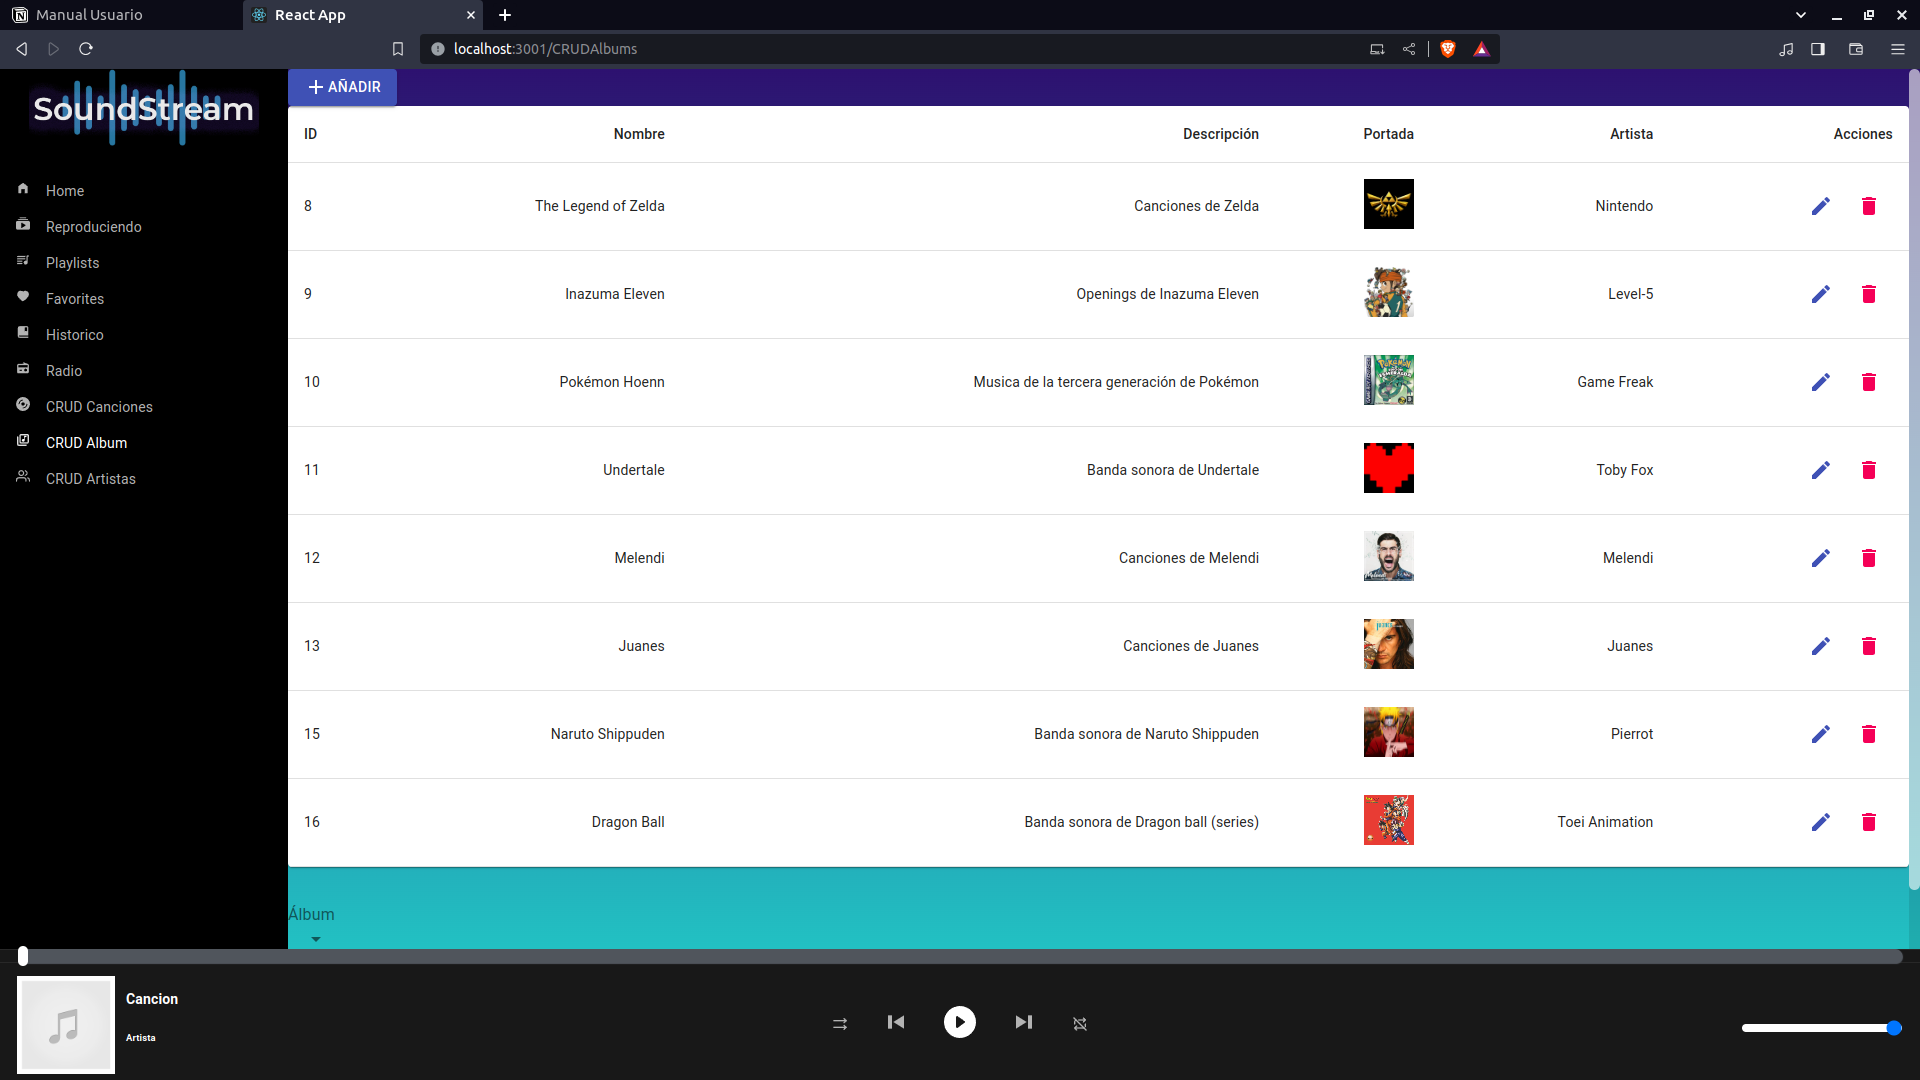 Manual Usuario
React App
localhost:3001/CRUDAlbums
SoundStream
Home
Reproduciendo
Playlists
Favorites
Historico
Radio
CRUD Canciones
CRUD Album
CRUD Artistas
AÑADIR
ID Nombre Descripción Portada Artista Acciones
8 The Legend of Zelda Canciones de Zelda Nintendo
9 Inazuma Eleven Openings de Inazuma Eleven Level-5
10 Pokémon Hoenn Musica de la tercera generación de Pokémon Game Freak
11 Undertale Banda sonora de Undertale Toby Fox
12 Melendi Canciones de Melendi Melendi
13 Juanes Canciones de Juanes Juanes
15 Naruto Shippuden Banda sonora de Naruto Shippuden Pierrot
16 Dragon Ball Banda sonora de Dragon ball (series) Toei Animation
Álbum
Cancion
Artista